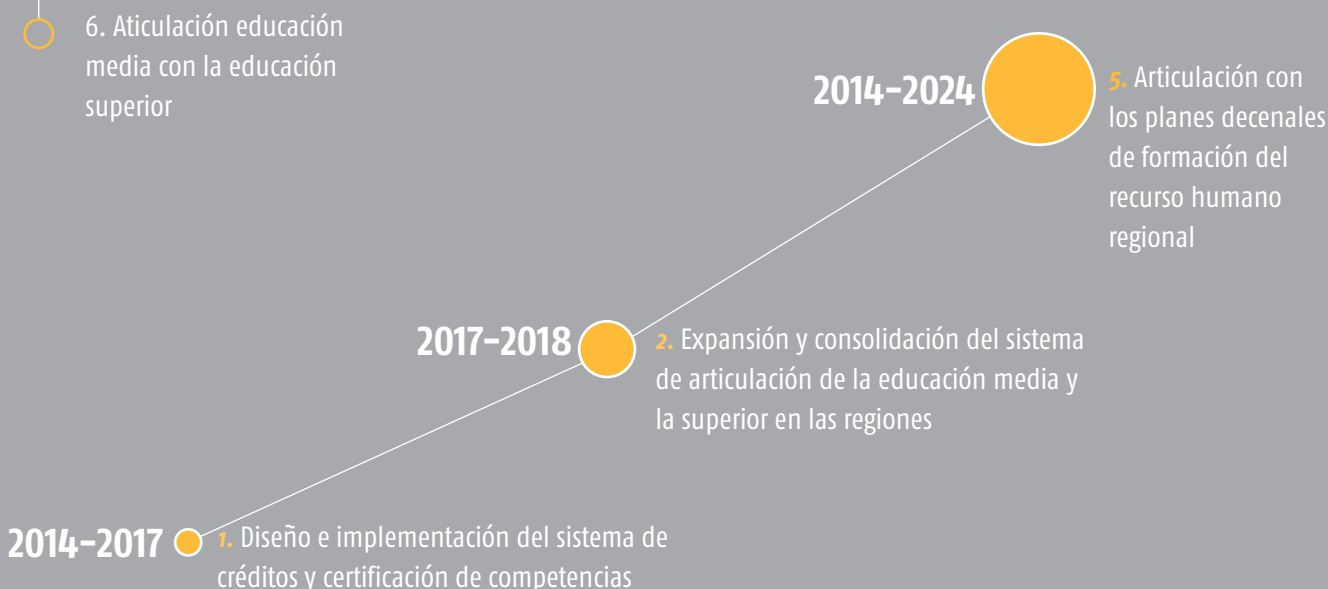 6. Aticulación educación
media con la educación
superior
2014-2024
5. Articulación con
los planes decenales
de formación del
recurso humano
regional
2017-2018
2. Expansión y consolidación del sistema
de articulación de la educación media y
la superior en las regiones
2014-2017
1. Diseño e implementación del sistema de
créditos y certificación de competencias